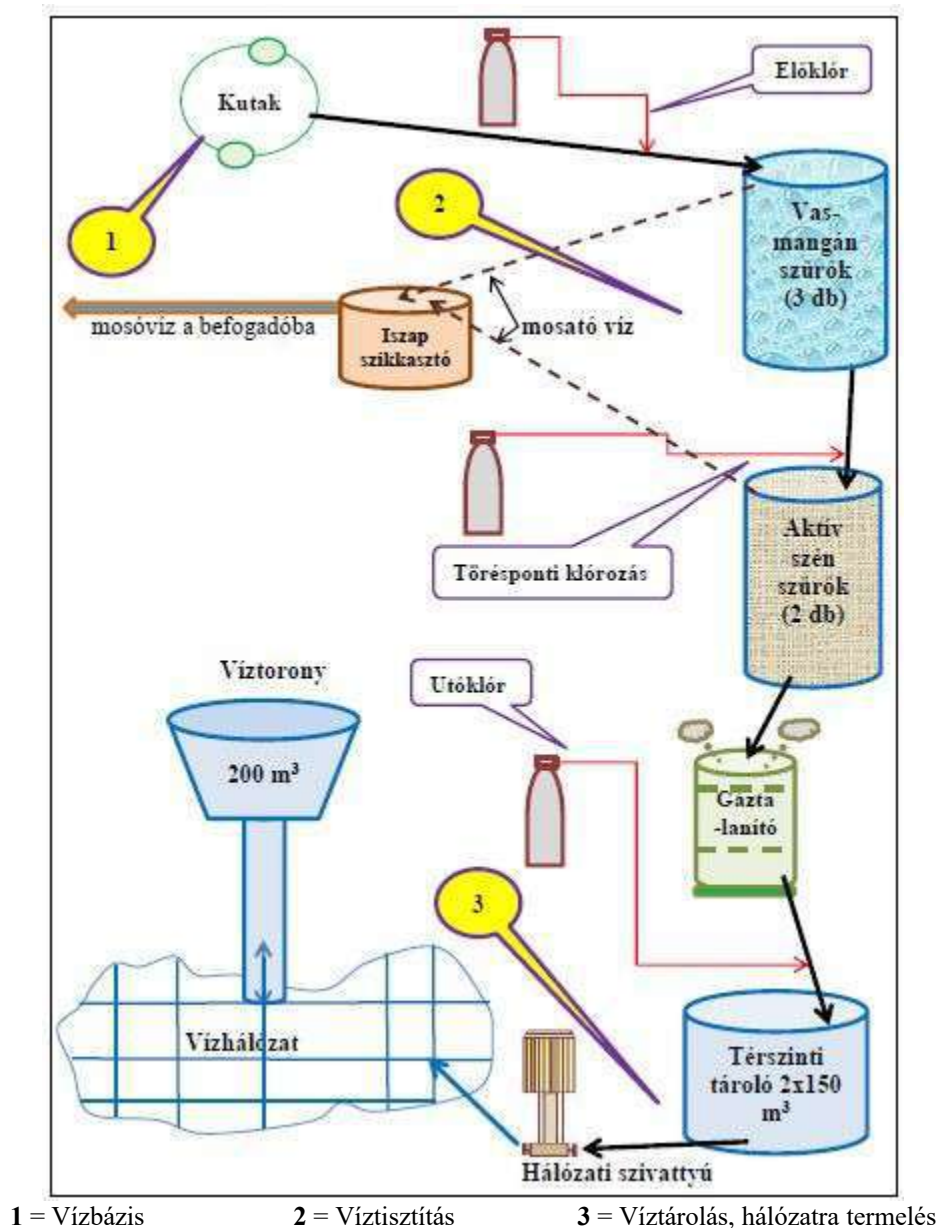 Kutak
Előklór
1
2
Vas-
mangán
szűrők
(3 db)
mosóvíz a befogadóba
Iszap
szikkasztó
mosató víz
Aktív
szén
szűrők
(2 db)
Törésponti klórozás
Víztorony
Utóklór
200 m³
Gázta
-lanító
3
Vízhálózat
Térszinti
tároló 2x150
m³
Hálózati szivattyú
1 = Vízbázis 2 = Víztisztítás 3 = Víztárolás, hálózatra termelés